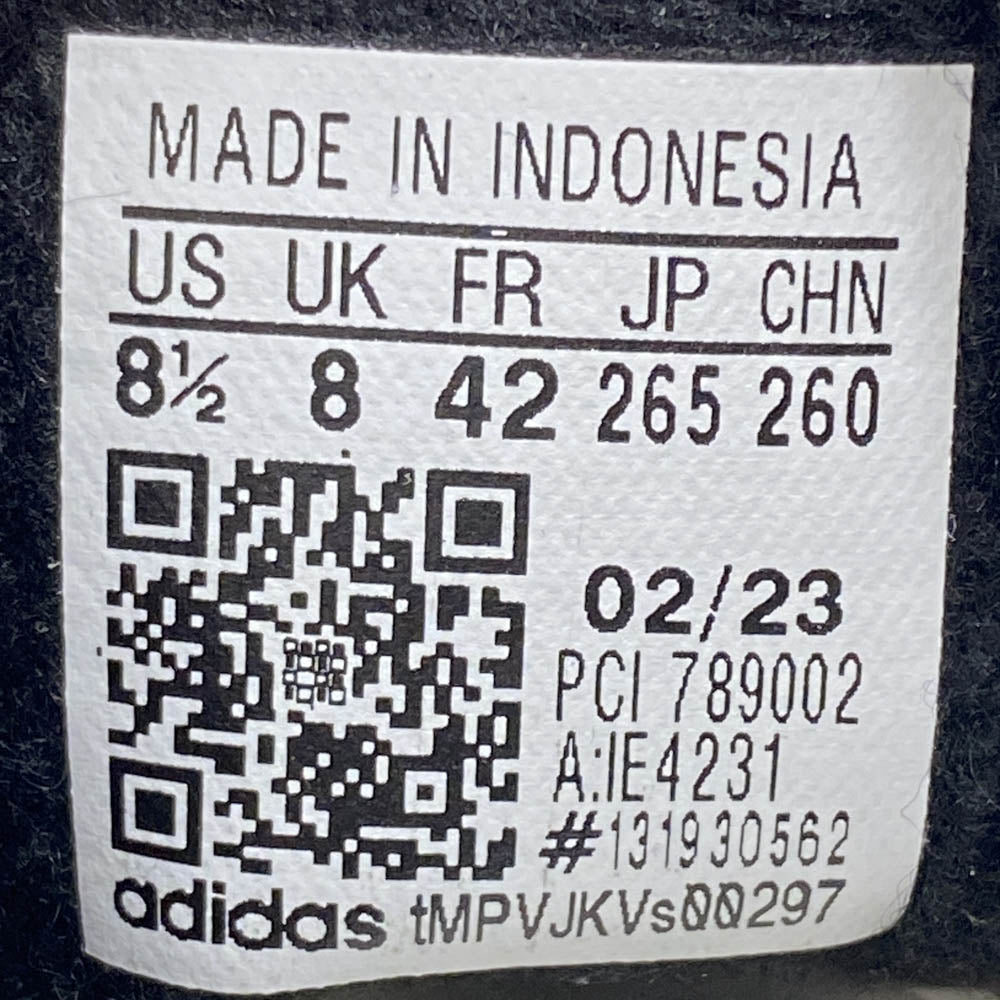 MADE IN INDONESIA
US UK FR JP CHN
8½ 8 42 265 260
02/23
PCI 789002
A:IE4231
#131930562
adidas tMPVJKVs00297